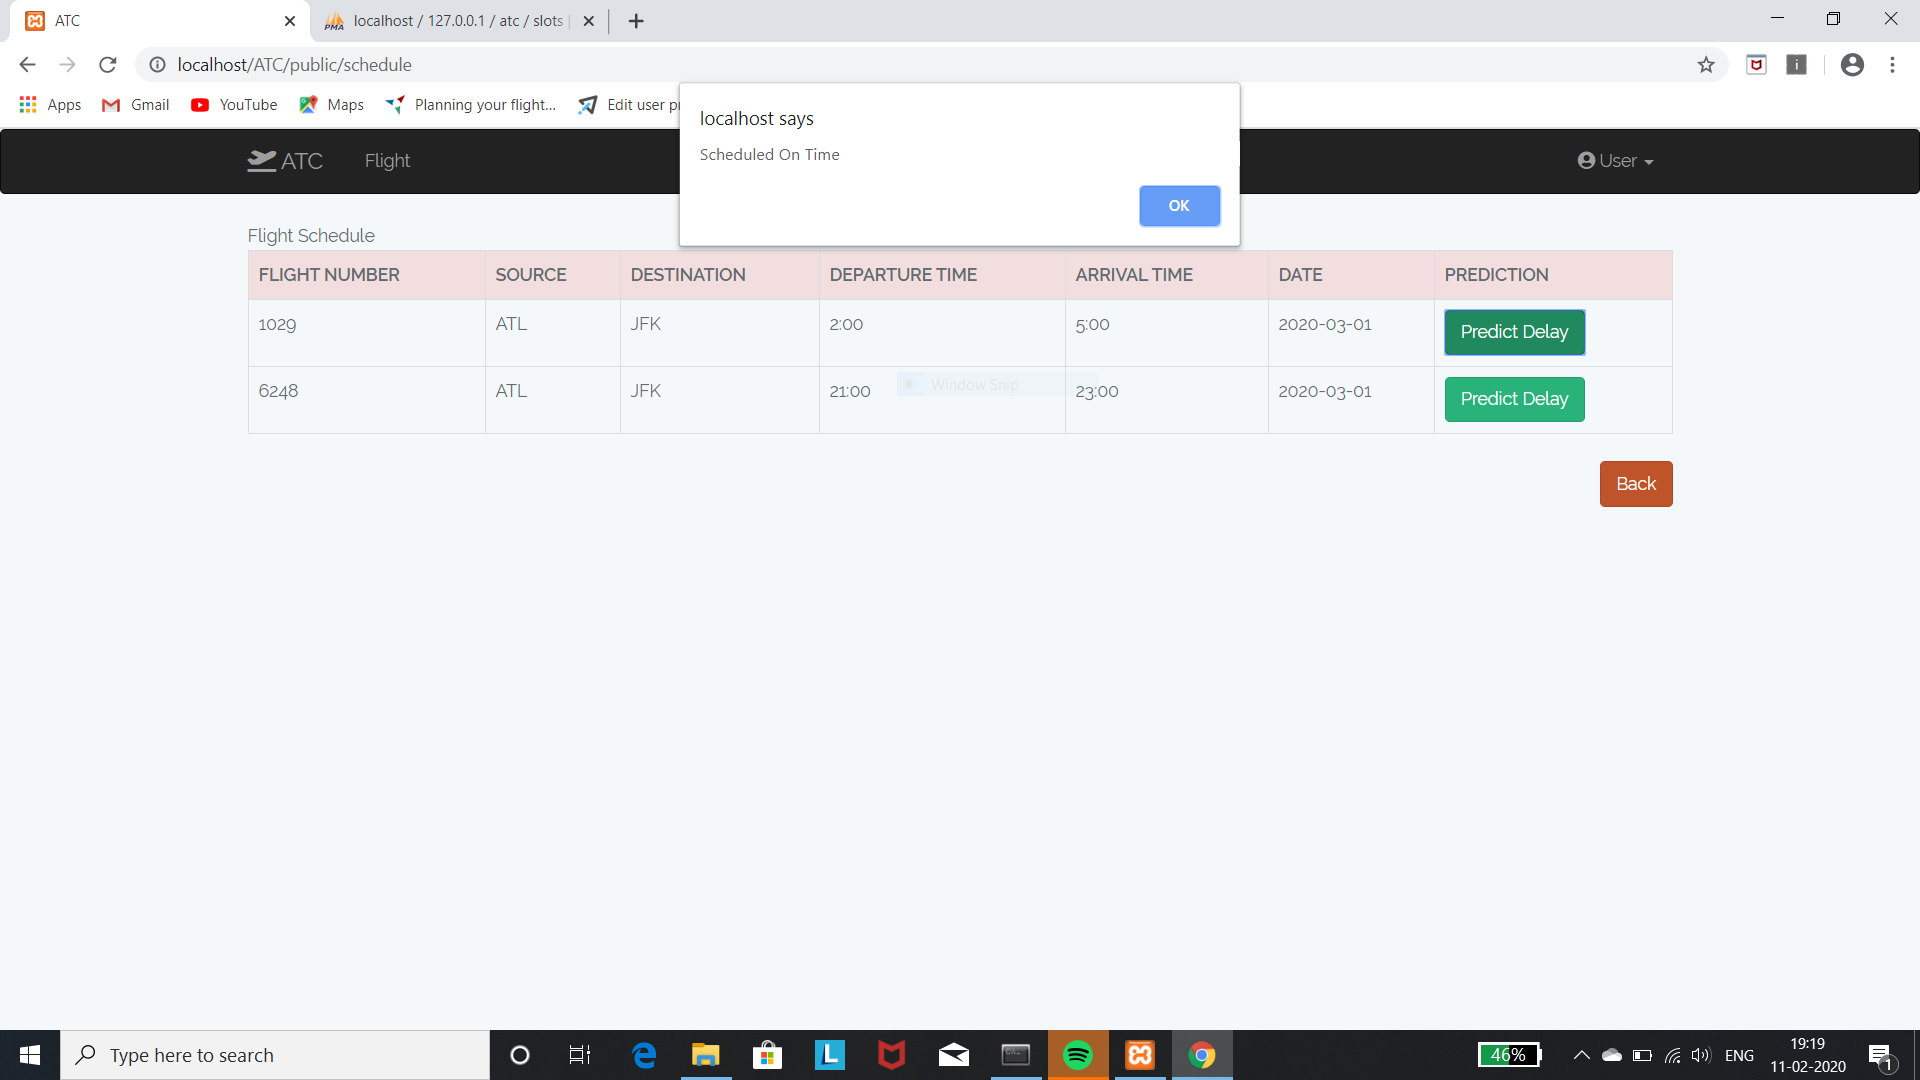 ATC
localhost / 127.0.0.1 / atc / slots |
localhost/ATC/public/schedule
Apps
Gmail
YouTube
Maps
Planning your flight...
Edit user pr
localhost says
Scheduled On Time
OK
ATC
Flight
User
Flight Schedule
FLIGHT NUMBER SOURCE DESTINATION DEPARTURE TIME ARRIVAL TIME DATE PREDICTION
1029 ATL JFK 2:00 5:00 2020-03-01 Predict Delay
6248 ATL JFK 21:00 23:00 2020-03-01 Predict Delay
Window Snip
Back
Type here to search
46%
ENG
19:19
11-02-2020
1